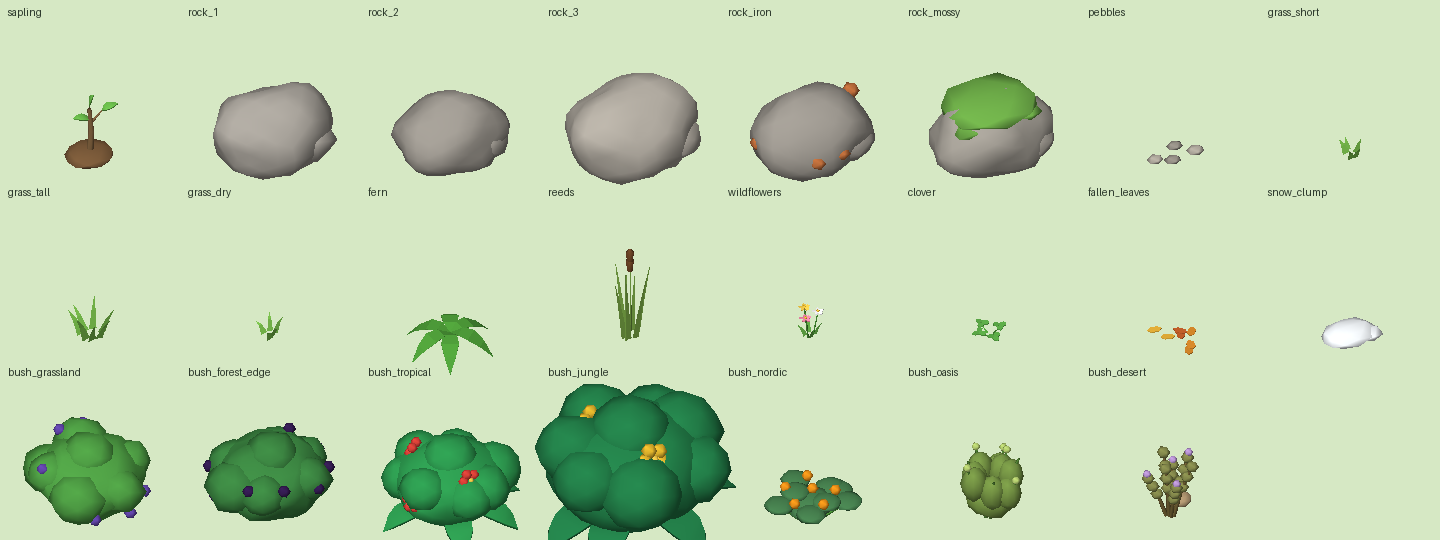 sapling
rock_1
rock_2
rock_3
rock_iron
rock_mossy
pebbles
grass_short
grass_tall
grass_dry
fern
reeds
wildflowers
clover
fallen_leaves
snow_clump
bush_grassland
bush_forest_edge
bush_tropical
bush_jungle
bush_nordic
bush_oasis
bush_desert